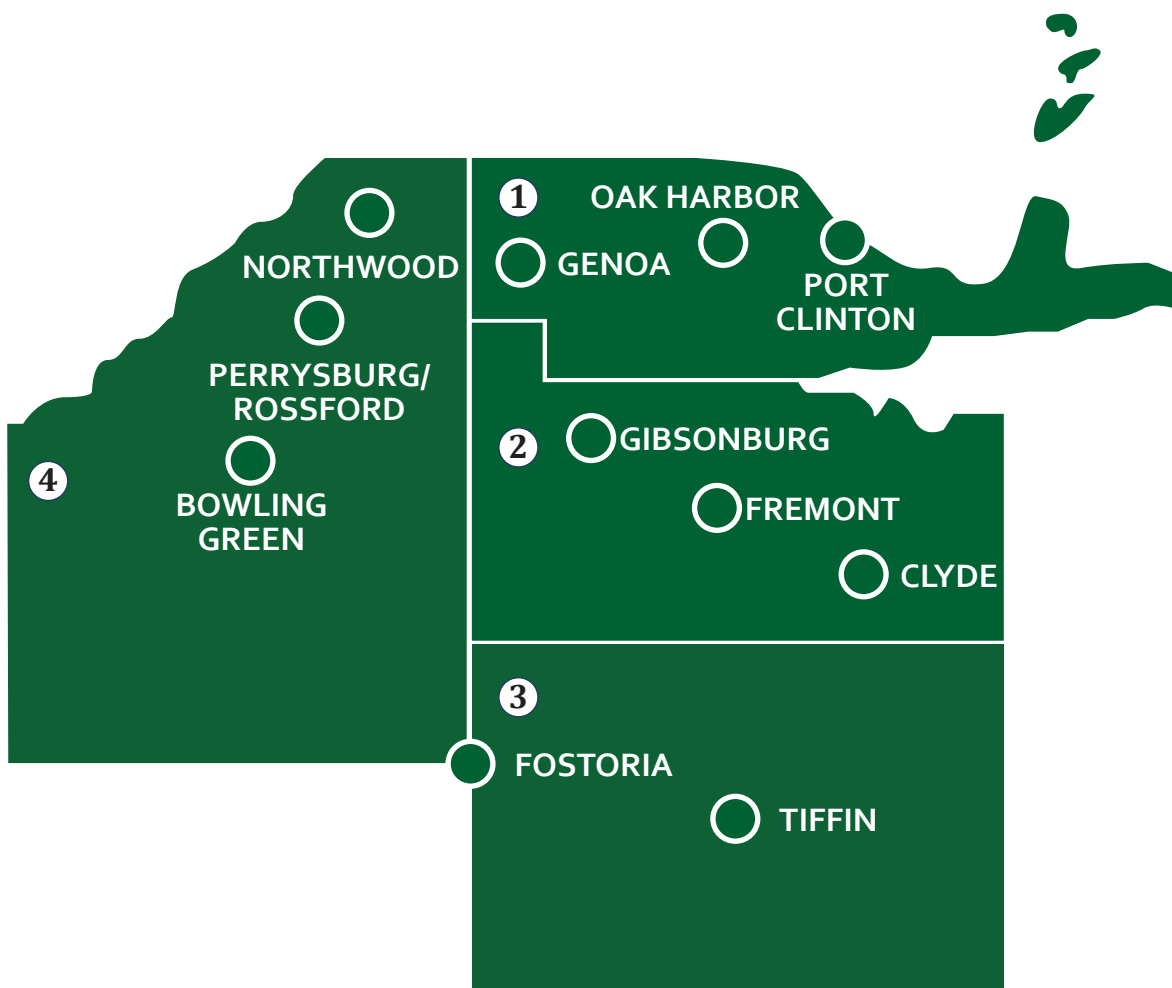 1
OAK HARBOR
GENOA
PORT
CLINTON
NORTHWOOD
PERRYSBURG/
ROSSFORD
4
BOWLING
GREEN
2
GIBSONBURG
FREMONT
CLYDE
3
FOSTORIA
TIFFIN